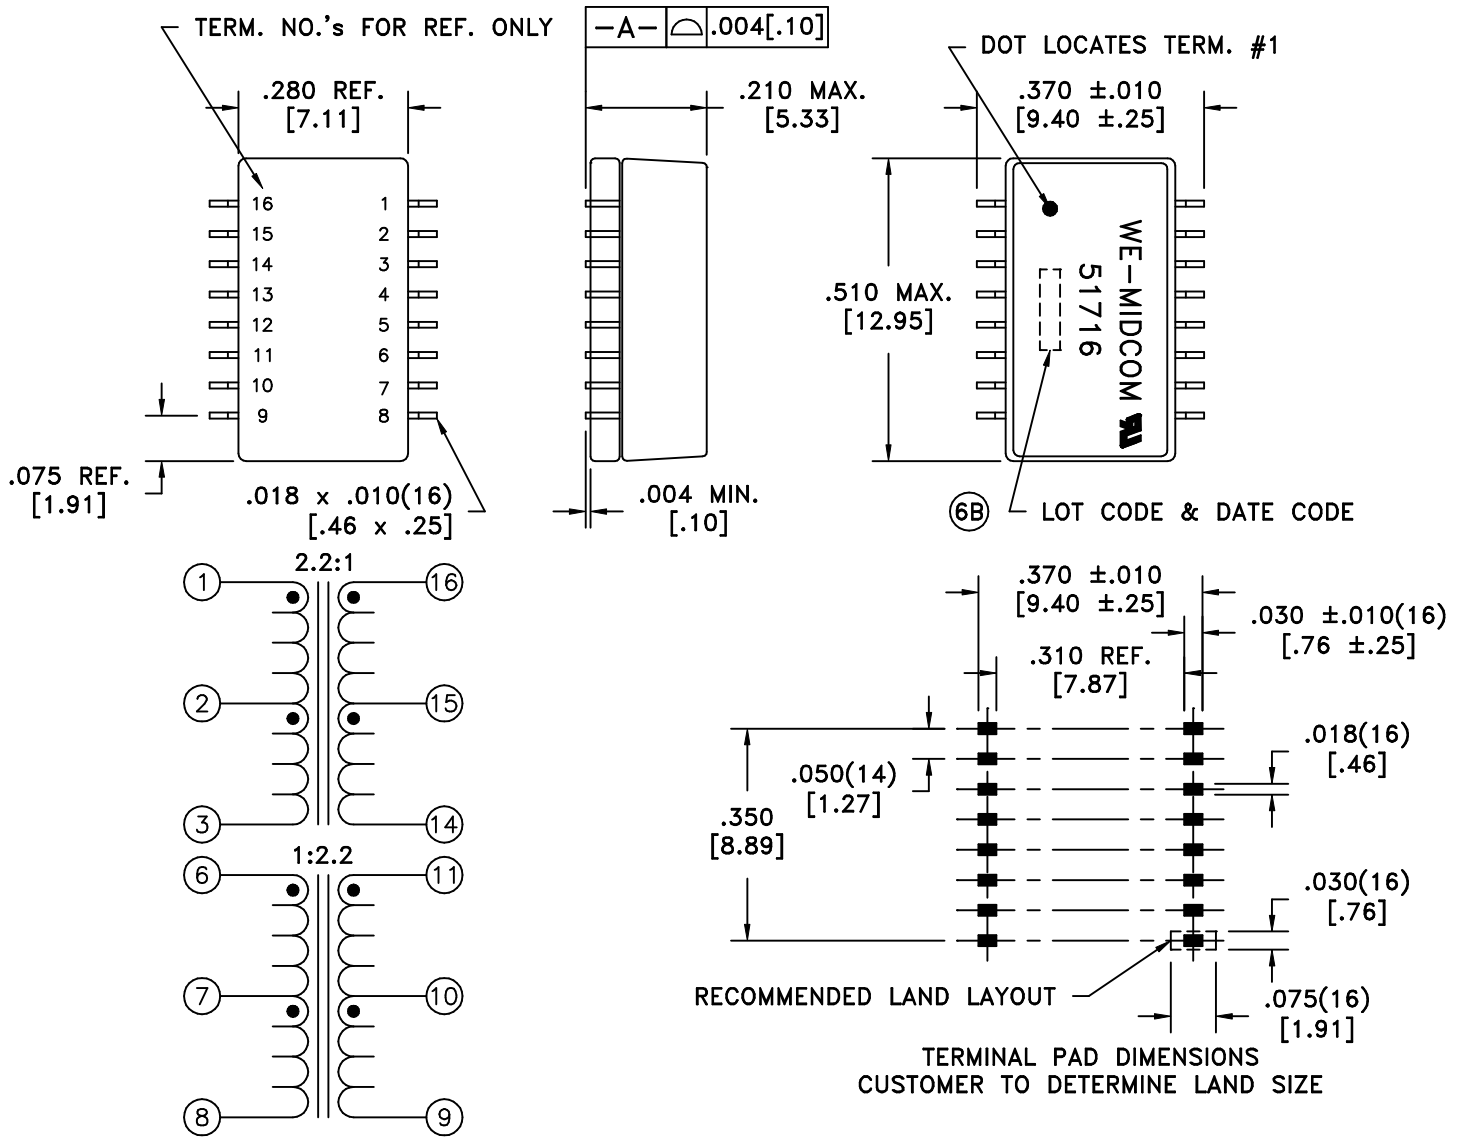 TERM. NO.'s FOR REF. ONLY
-A- .004[.10]
DOT LOCATES TERM. #1
.280 REF.
[7.11]
.210 MAX.
[5.33]
.370 ±.010
[9.40 ±.25]
16 1
15 2
14 3
13 4
12 5
11 6
10 7
9 8
.510 MAX.
[12.95]
WE-MIDCOM
51716
.075 REF.
[1.91]
.018 x .010(16)
[.46 x .25]
.004 MIN.
[.10]
6B
LOT CODE & DATE CODE
2.2:1
1 16
2 15
3 14
1:2.2
6 11
7 10
8 9
.370 ±.010
[9.40 ±.25]
.030 ±.010(16)
[.76 ±.25]
.310 REF.
[7.87]
.018(16)
[.46]
.050(14)
[1.27]
.350
[8.89]
.030(16)
[.76]
RECOMMENDED LAND LAYOUT
.075(16)
[1.91]
TERMINAL PAD DIMENSIONS
CUSTOMER TO DETERMINE LAND SIZE